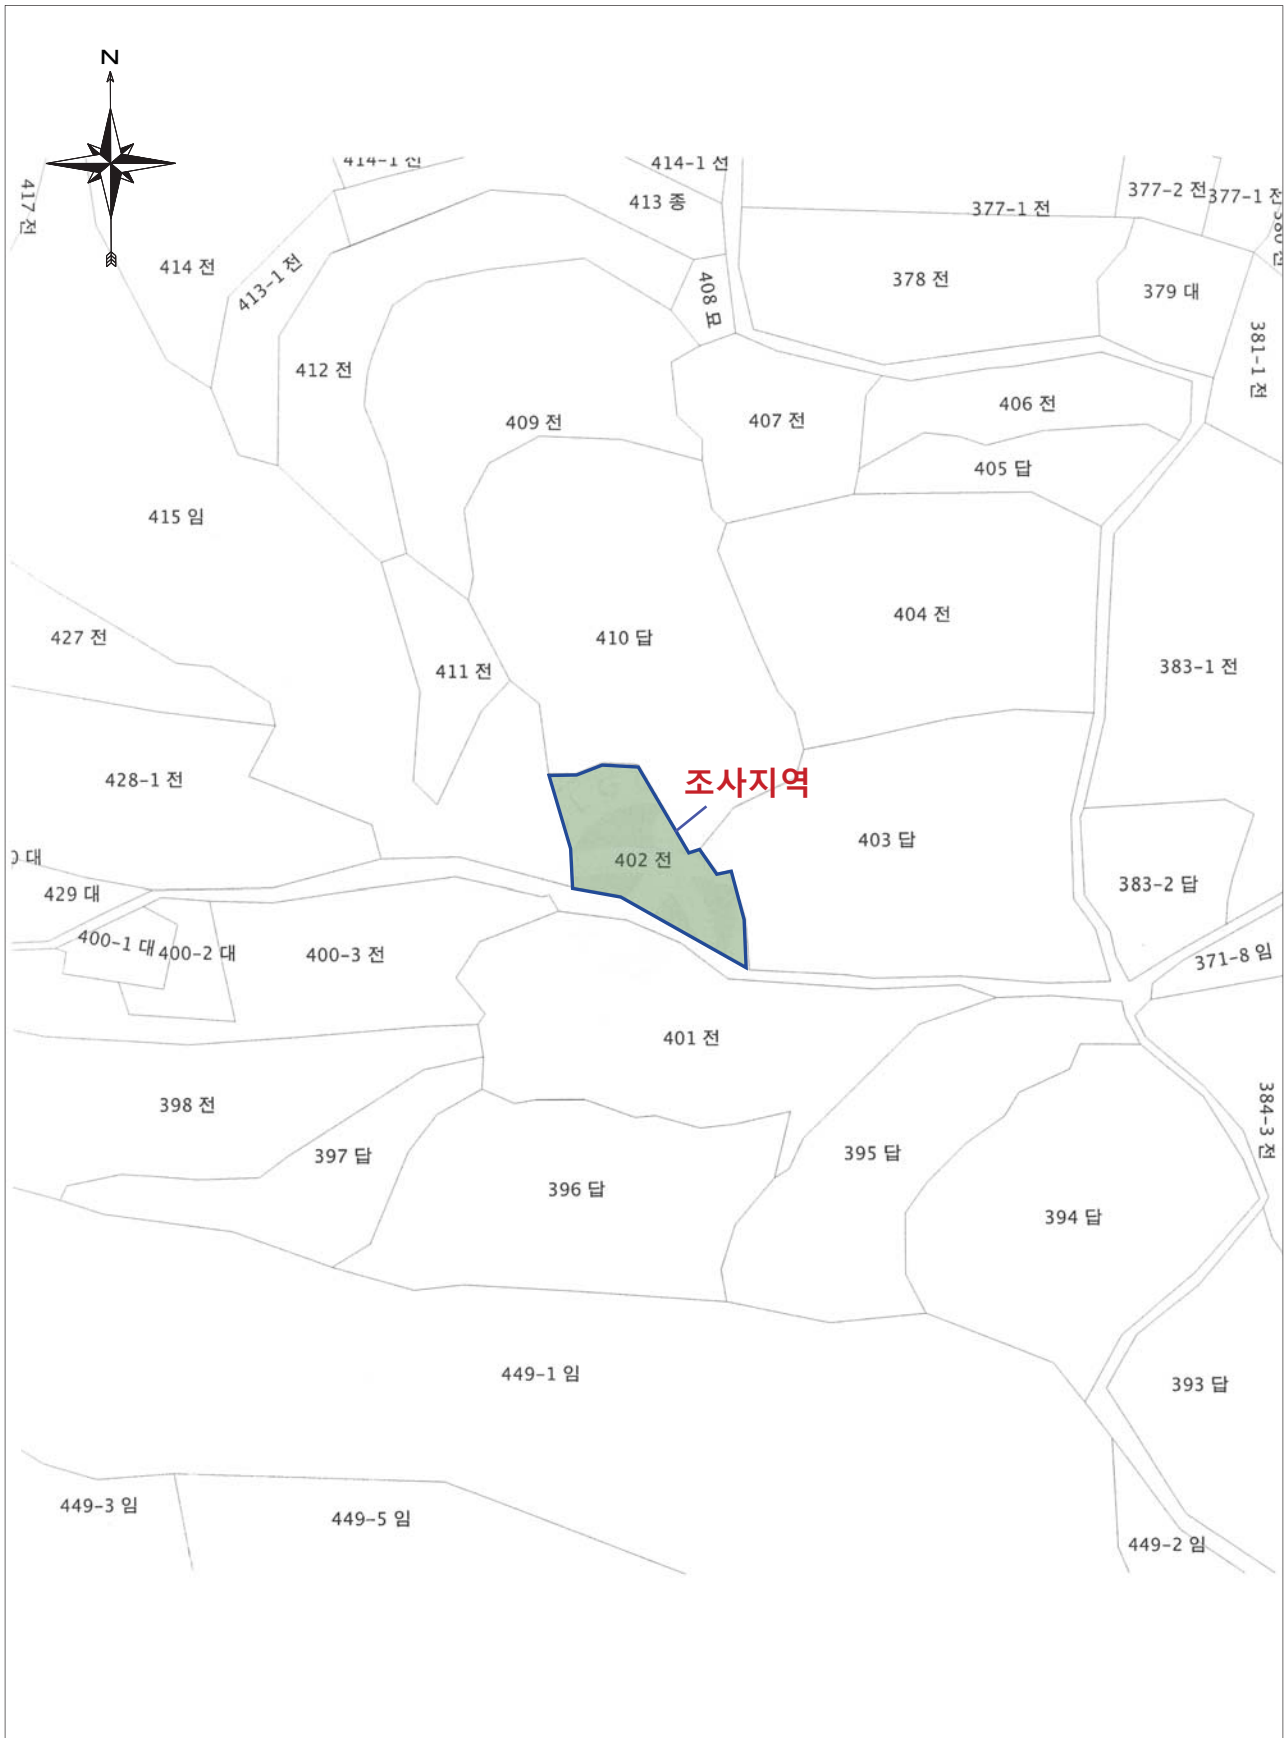 N
414-1 전
414-1 전
377-2 전
377-1 전
417 전
413 종
377-1 전
414 전
413-1 전
408 묘
378 전
379 대
381-1 전
412 전
409 전
407 전
406 전
405 답
415 임
404 전
427 전
410 답
411 전
383-1 전
428-1 전
조사지역
403 답
402 전
대
429 대
383-2 답
400-1 대
400-2 대
400-3 전
371-8 임
401 전
398 전
384-3 전
397 답
395 답
396 답
394 답
449-1 임
393 답
449-3 임
449-5 임
449-2 임